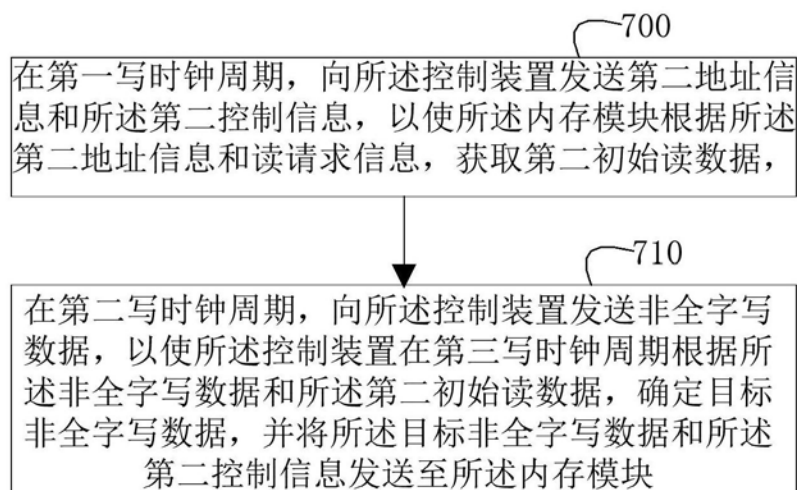 700
在第一写时钟周期，向所述控制装置发送第二地址信
息和所述第二控制信息，以使所述内存模块根据所述
第二地址信息和读请求信息，获取第二初始读数据，
710
在第二写时钟周期，向所述控制装置发送非全字写
数据，以使所述控制装置在第三写时钟周期根据所
述非全字写数据和所述第二初始读数据，确定目标
非全字写数据，并将所述目标非全字写数据和所述
第二控制信息发送至所述内存模块